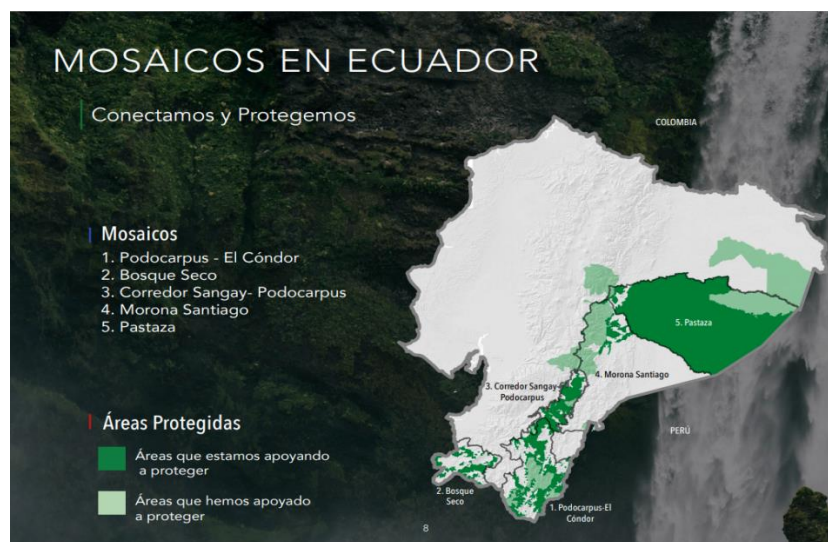 MOSAICOS EN ECUADOR
Conectamos y Protegemos
Mosaicos
1. Podocarpus - El Cóndor
2. Bosque Seco
3. Corredor Sangay- Podocarpus
4. Morona Santiago
5. Pastaza
Áreas Protegidas
Áreas que estamos apoyando
a proteger
Áreas que hemos apoyado
a proteger
COLOMBIA
5. Pastaza
4. Morona Santiago
3. Corredor Sangay-
Podocarpus
PERÚ
2. Bosque
Seco
1. Podocarpus-El
Cóndor
8